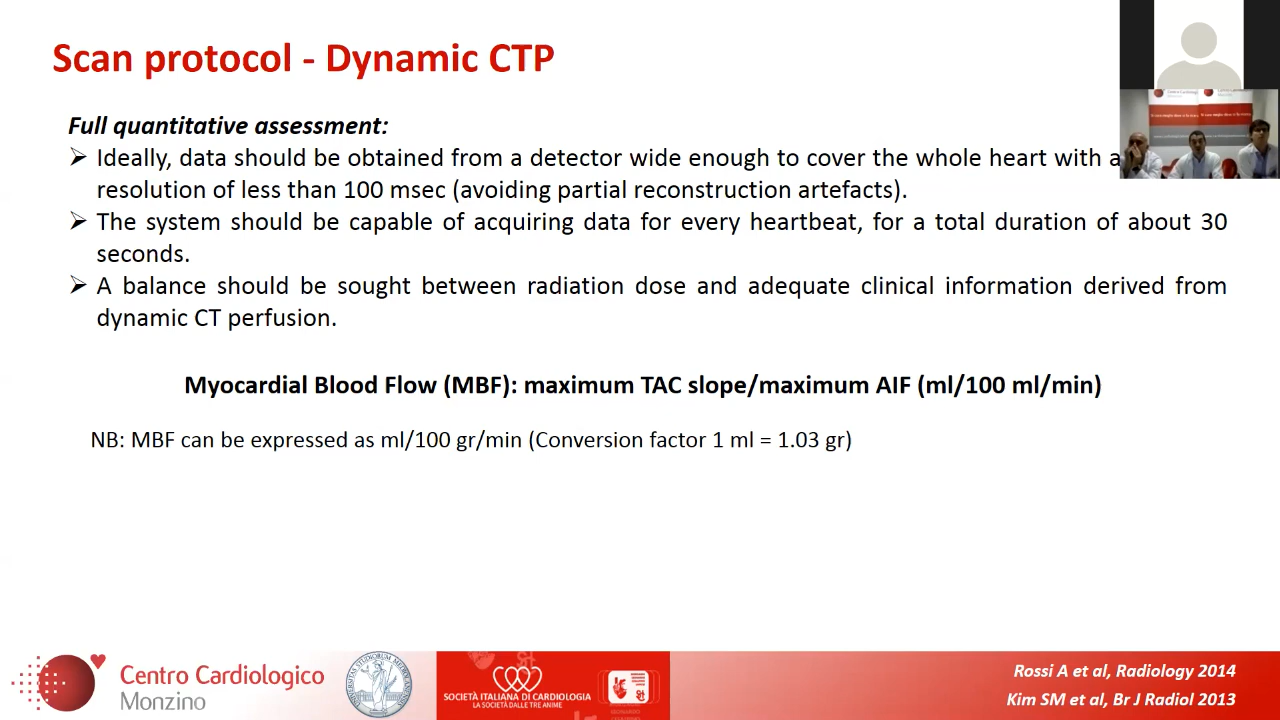 Scan protocol - Dynamic CTP
Full quantitative assessment:
➢ Ideally, data should be obtained from a detector wide enough to cover the whole heart with a
resolution of less than 100 msec (avoiding partial reconstruction artefacts).
➢ The system should be capable of acquiring data for every heartbeat, for a total duration of about 30
seconds.
➢ A balance should be sought between radiation dose and adequate clinical information derived from
dynamic CT perfusion.
Myocardial Blood Flow (MBF): maximum TAC slope/maximum AIF (ml/100 ml/min)
NB: MBF can be expressed as ml/100 gr/min (Conversion factor 1 ml = 1.03 gr)
Centro Cardiologico
Monzino
SOCIETÀ ITALIANA DI CARDIOLOGIA
LA SOCIETÀ DALLE TRE ANIME
Rossi A et al, Radiology 2014
Kim SM et al, Br J Radiol 2013